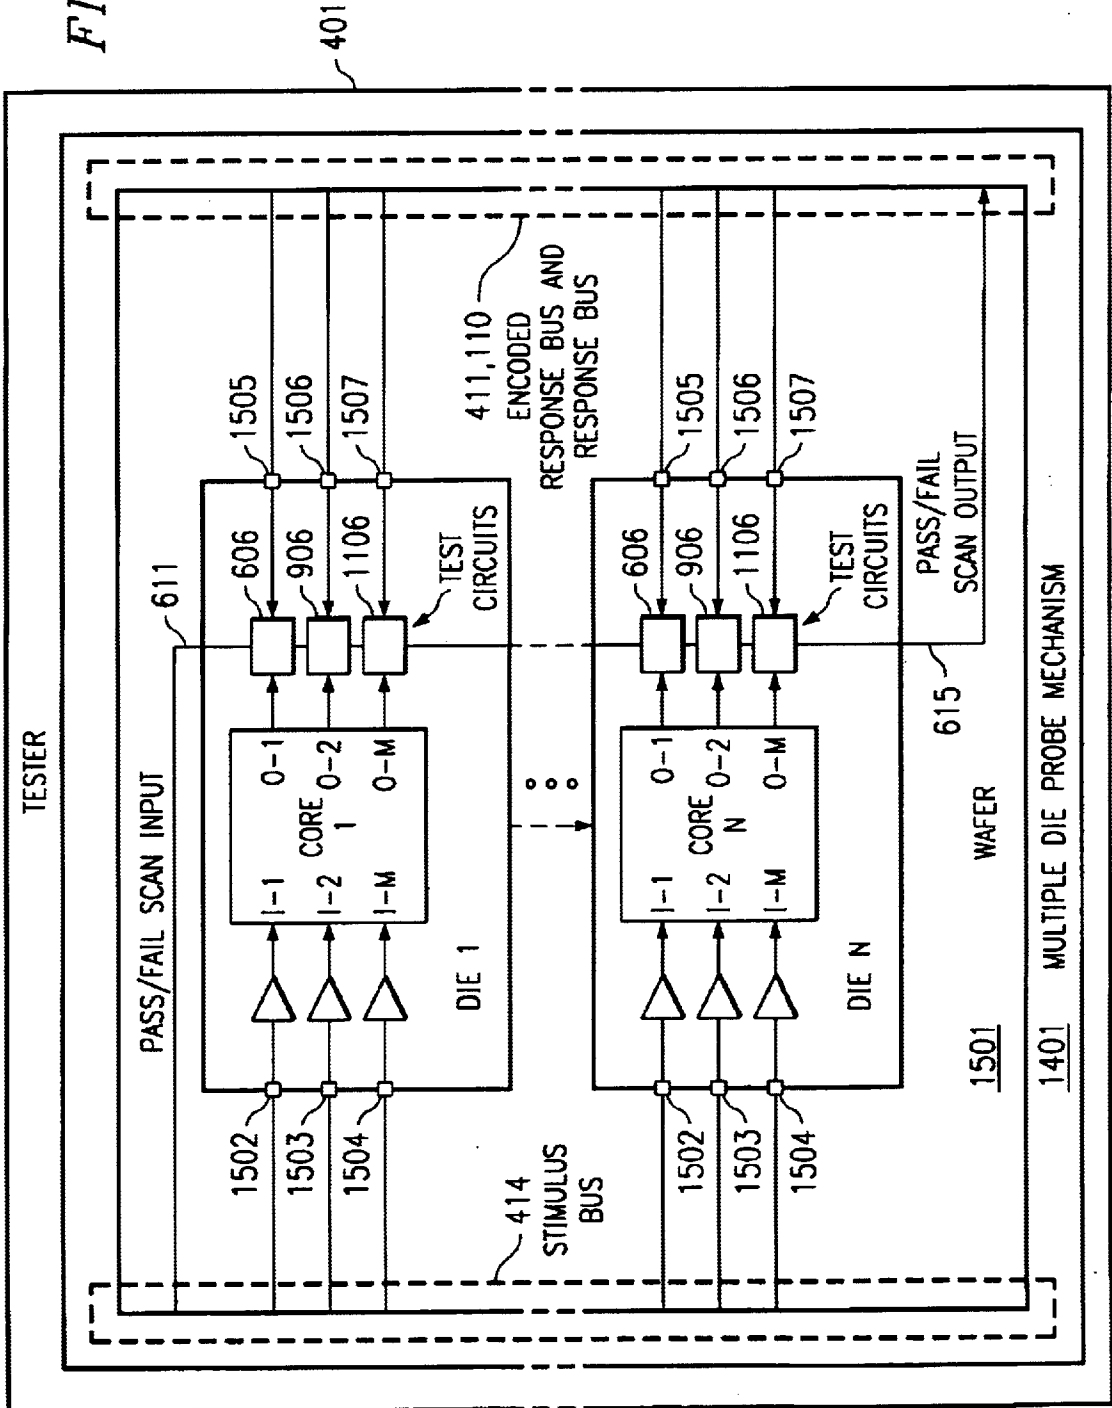 FI
401
TESTER
PASS/FAIL SCAN INPUT
611
414
STIMULUS
BUS
1502
1503
1504
DIE 1
I-1
I-2
I-M
CORE
1
O-1
O-2
O-M
606
906
1106
TEST
CIRCUITS
1505
1506
1507
411,110
ENCODED
RESPONSE BUS AND
RESPONSE BUS
1502
1503
1504
DIE N
I-1
I-2
I-M
CORE
N
O-1
O-2
O-M
606
906
1106
TEST
CIRCUITS
1505
1506
1507
615
PASS/FAIL
SCAN OUTPUT
1501
WAFER
1401
MULTIPLE DIE PROBE MECHANISM